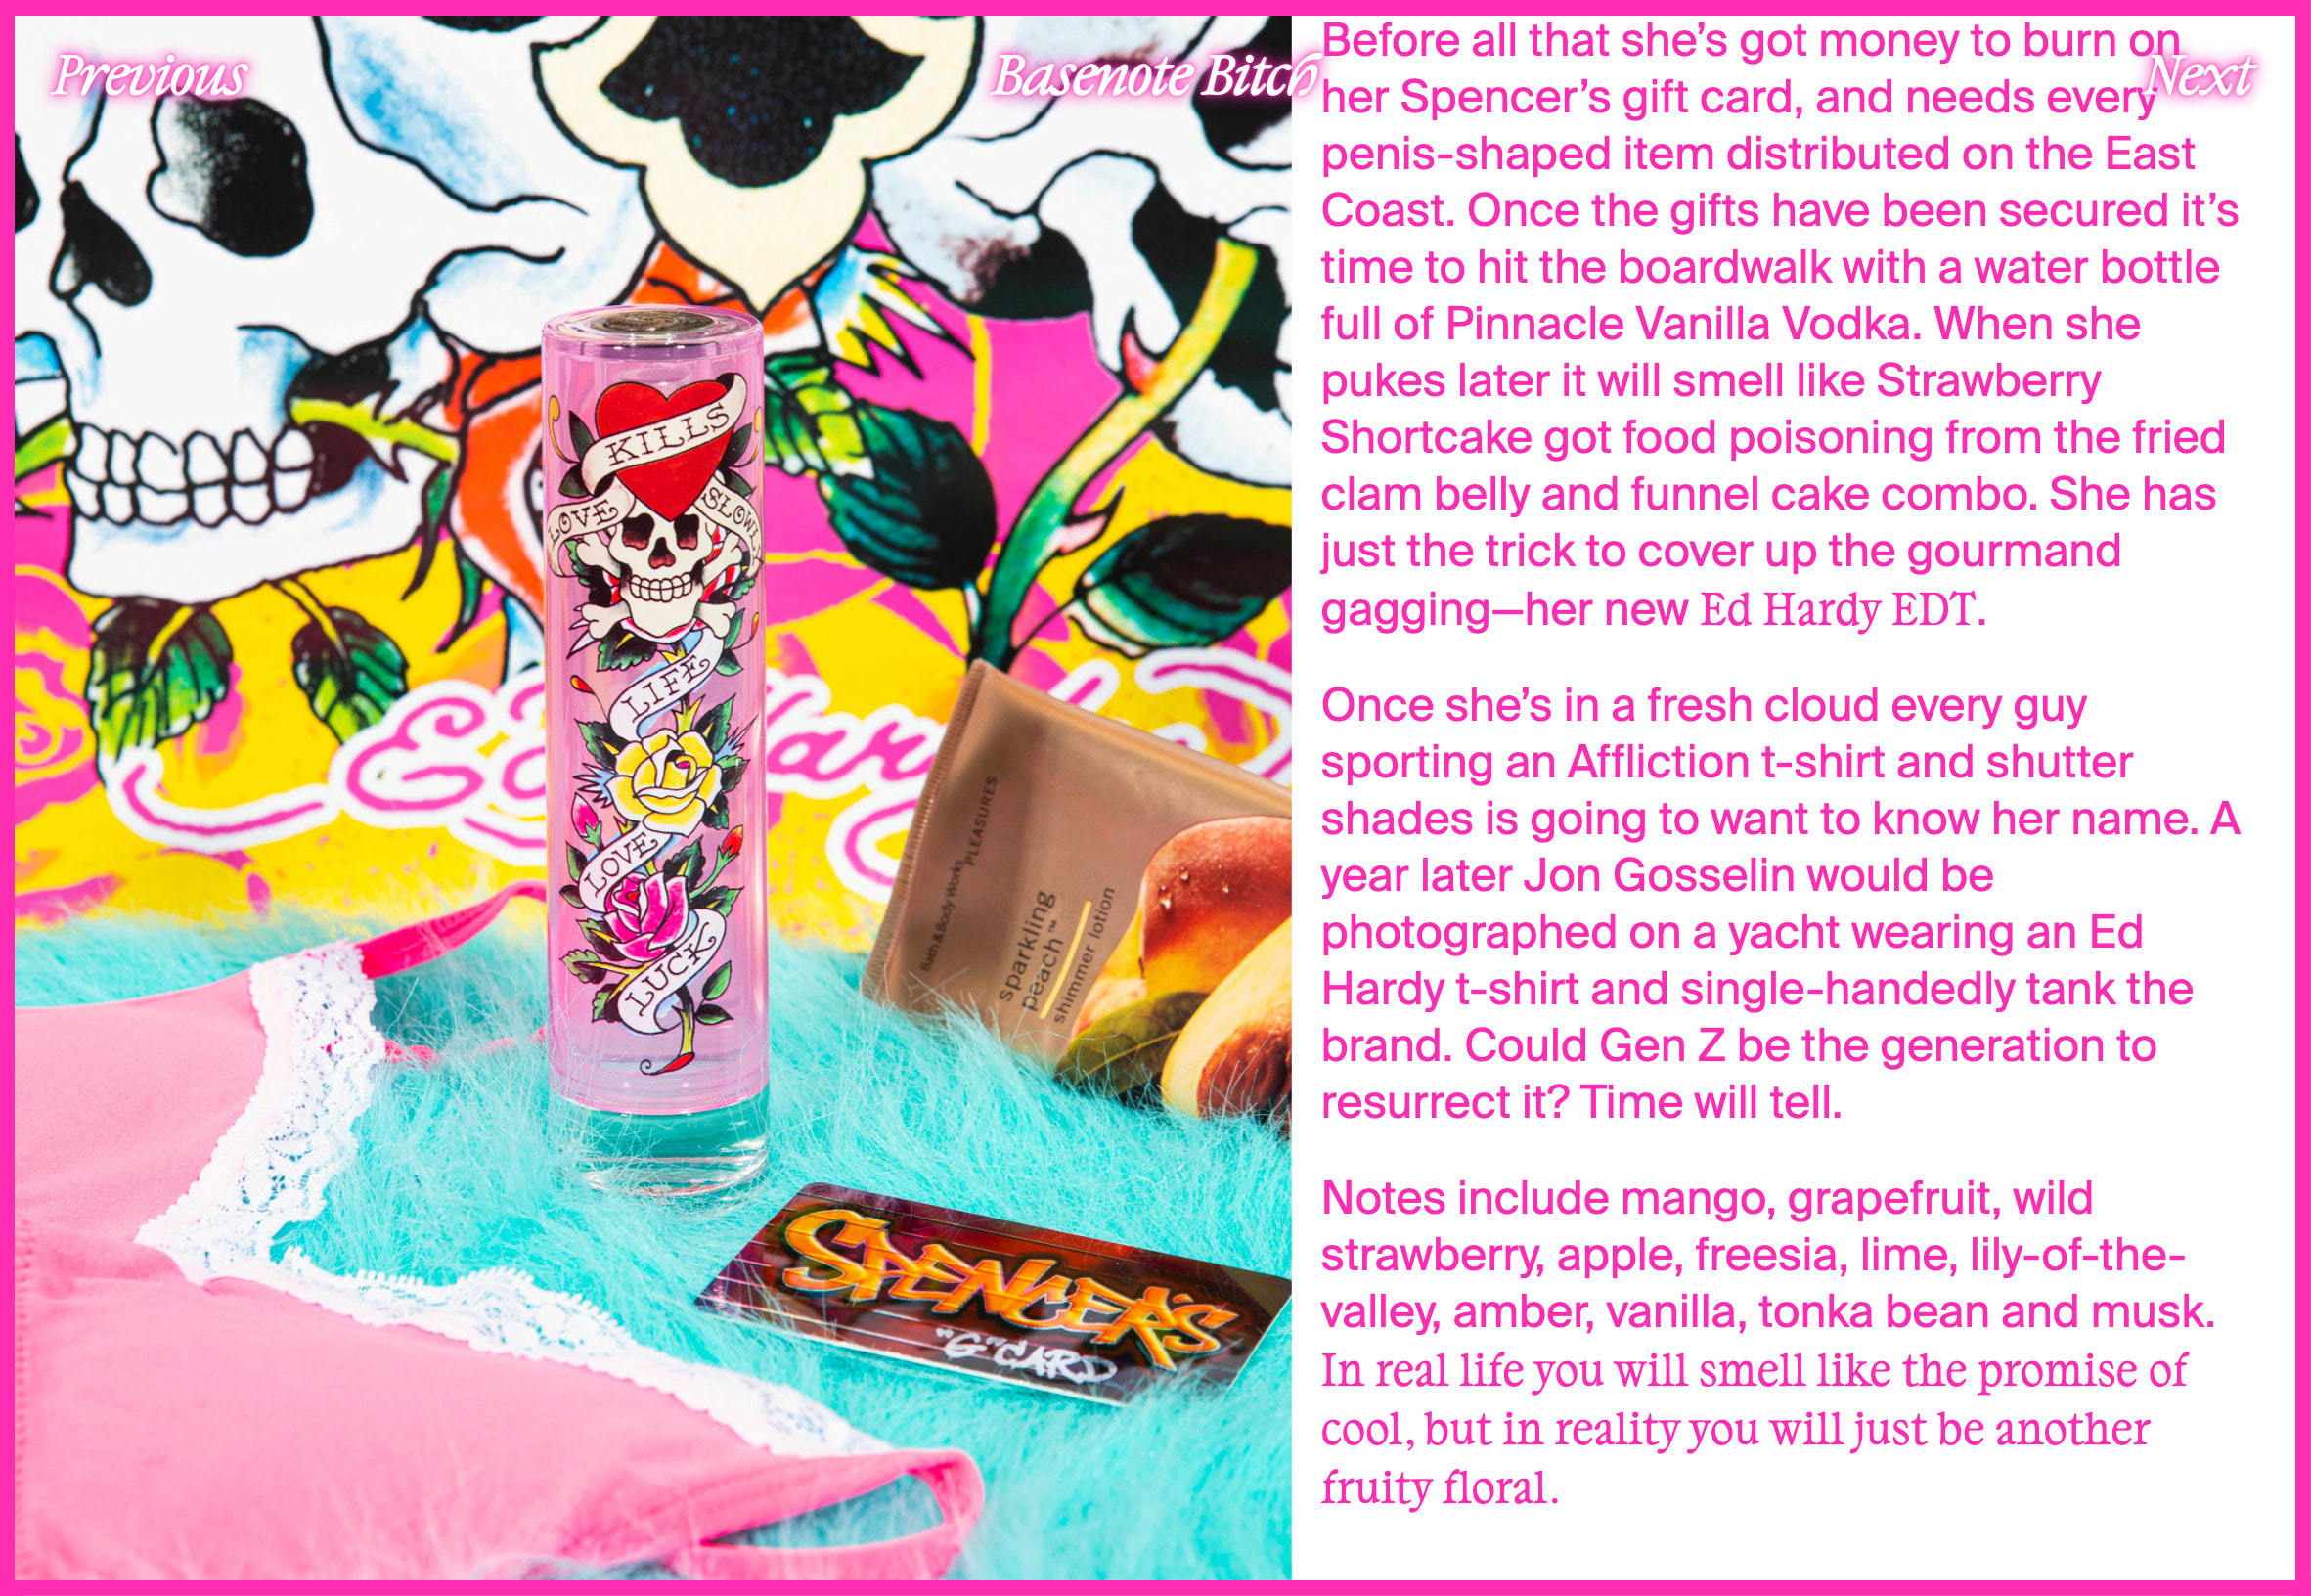 Previous
Basenote Bitch
Next
Before all that she’s got money to burn on
her Spencer’s gift card, and needs every
penis-shaped item distributed on the East
Coast. Once the gifts have been secured it’s
time to hit the boardwalk with a water bottle
full of Pinnacle Vanilla Vodka. When she
pukes later it will smell like Strawberry
Shortcake got food poisoning from the fried
clam belly and funnel cake combo. She has
just the trick to cover up the gourmand
gagging—her new Ed Hardy EDT.
Once she’s in a fresh cloud every guy
sporting an Affliction t-shirt and shutter
shades is going to want to know her name. A
year later Jon Gosselin would be
photographed on a yacht wearing an Ed
Hardy t-shirt and single-handedly tank the
brand. Could Gen Z be the generation to
resurrect it? Time will tell.
Notes include mango, grapefruit, wild
strawberry, apple, freesia, lime, lily-of-the-
valley, amber, vanilla, tonka bean and musk.
In real life you will smell like the promise of
cool, but in reality you will just be another
fruity floral.
KILLS
LOVE SLOWLY
LIFE
LOVE
LUCK
Bath & Body Works
PLEASURES
sparkling
peach™
shimmer lotion
SPENCER'S
"G" CARD